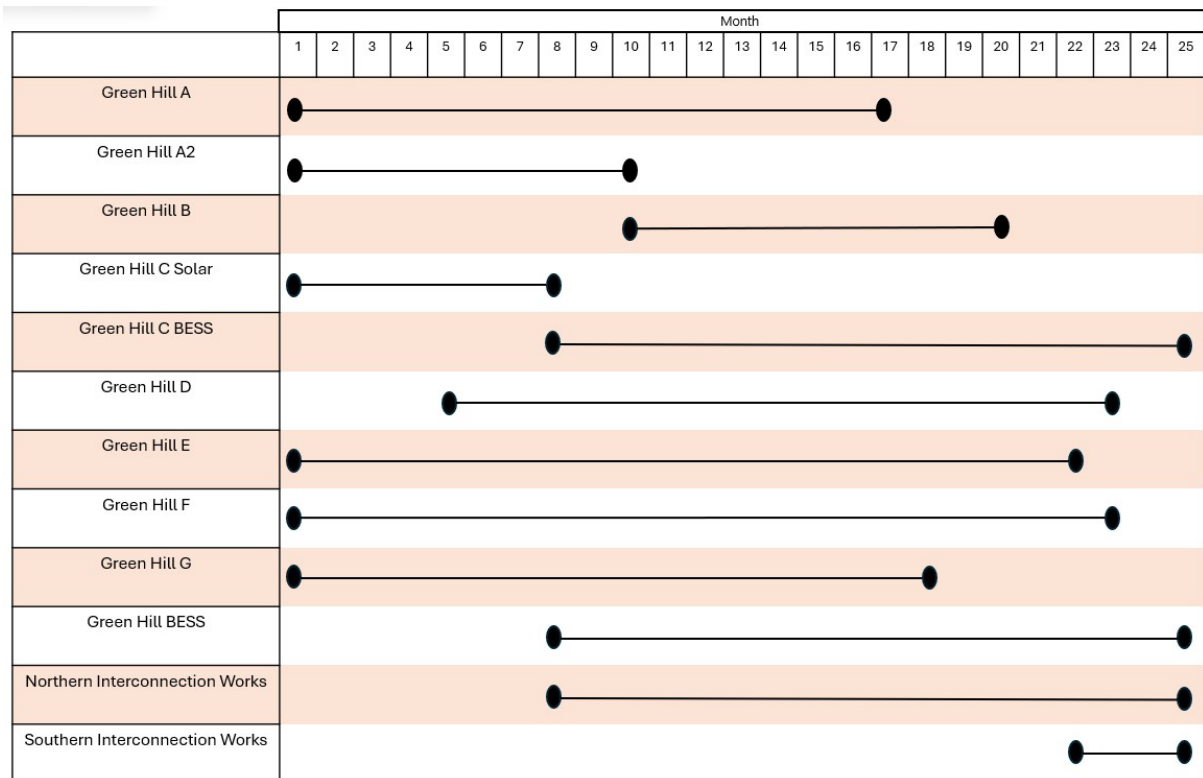 Month
1 2 3 4 5 6 7 8 9 10 11 12 13 14 15 16 17 18 19 20 21 22 23 24 25
Green Hill A
Green Hill A2
Green Hill B
Green Hill C Solar
Green Hill C BESS
Green Hill D
Green Hill E
Green Hill F
Green Hill G
Green Hill BESS
Northern Interconnection Works
Southern Interconnection Works